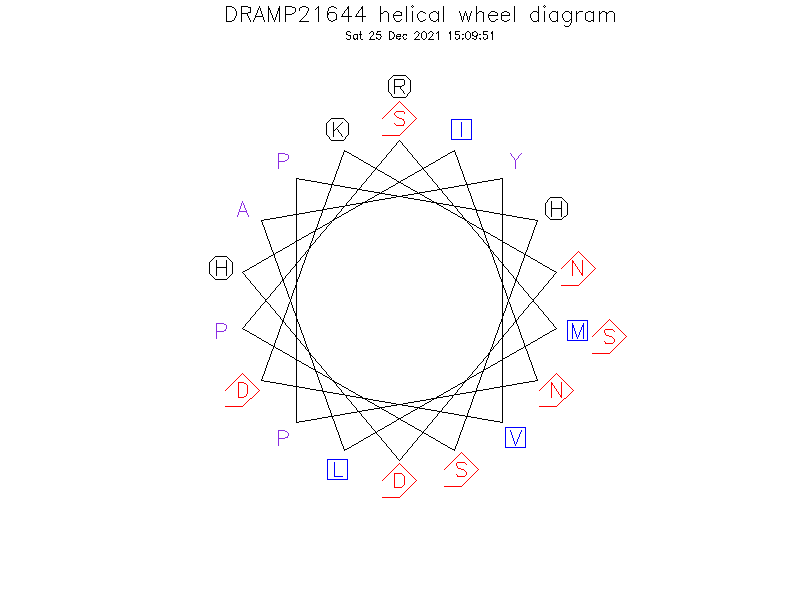 DRAMP21644 helical wheel diagram
Sat 25 Dec 2021 15:09:51
R
S
K I
P Y
A H
H N
P M S
D N
P V
L S
D